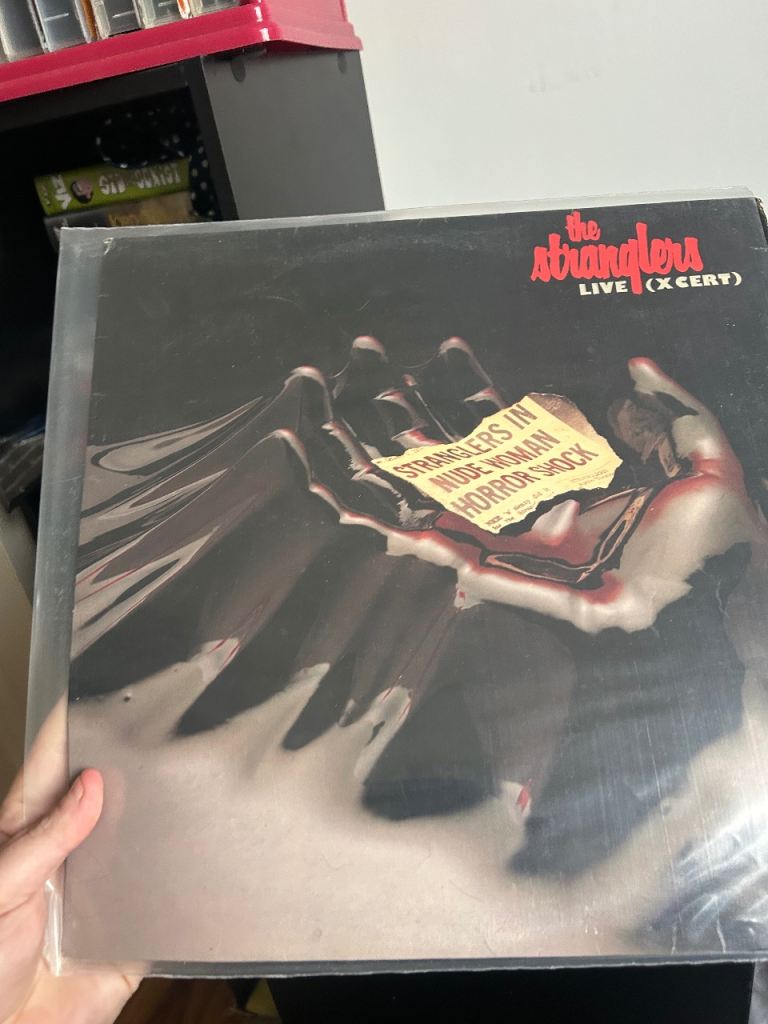 the
stranglers
LIVE (X CERT)
STRANGLERS IN
NUDE WOMAN
HORROR SHOCK